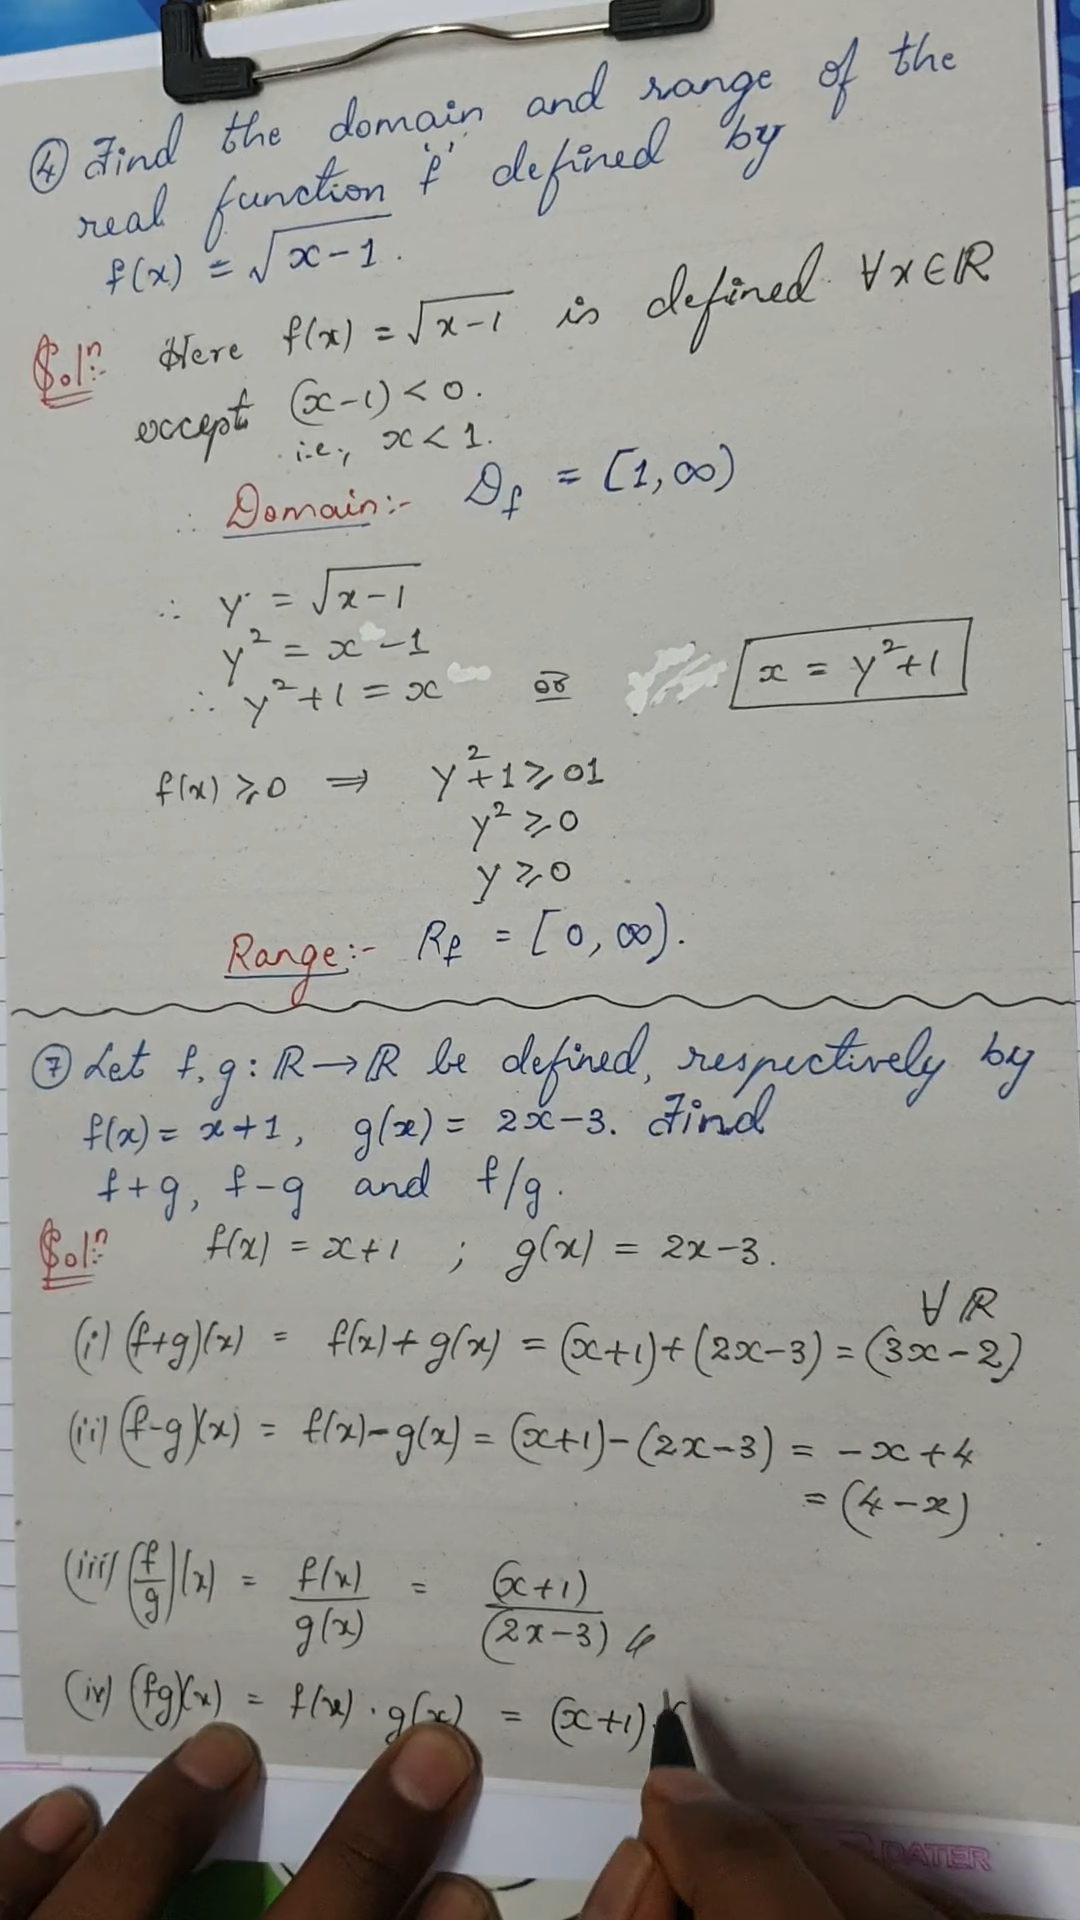 ④ Find the domain and range of the
real function 'f' defined by
f(x) = √(x-1).
Solⁿ:- Here f(x) = √(x-1) is defined ∀x∈ℝ
except (x-1) < 0.
i.e., x < 1.
∴ Domain:- D_f = [1, ∞)
∴ y = √(x-1)
y² = x - 1
∴ y² + 1 = x or x = y² + 1
f(x) ≥ 0 ⇒ y² + 1 ≥ 01
y² ≥ 0
y ≥ 0
Range:- R_f = [0, ∞).
⑦ Let f, g : ℝ → ℝ be defined, respectively by
f(x) = x+1, g(x) = 2x-3. Find
f+g, f-g and f/g.
Solⁿ:- f(x) = x+1 ; g(x) = 2x-3.
∀ ℝ
(i) (f+g)(x) = f(x) + g(x) = (x+1) + (2x-3) = (3x-2)
(ii) (f-g)(x) = f(x) - g(x) = (x+1) - (2x-3) = -x+4
= (4-x)
(iii) (f/g)(x) = f(x)/g(x) = (x+1)/(2x-3)
(iv) (fg)(x) = f(x) · g(x) = (x+1).(
DATER